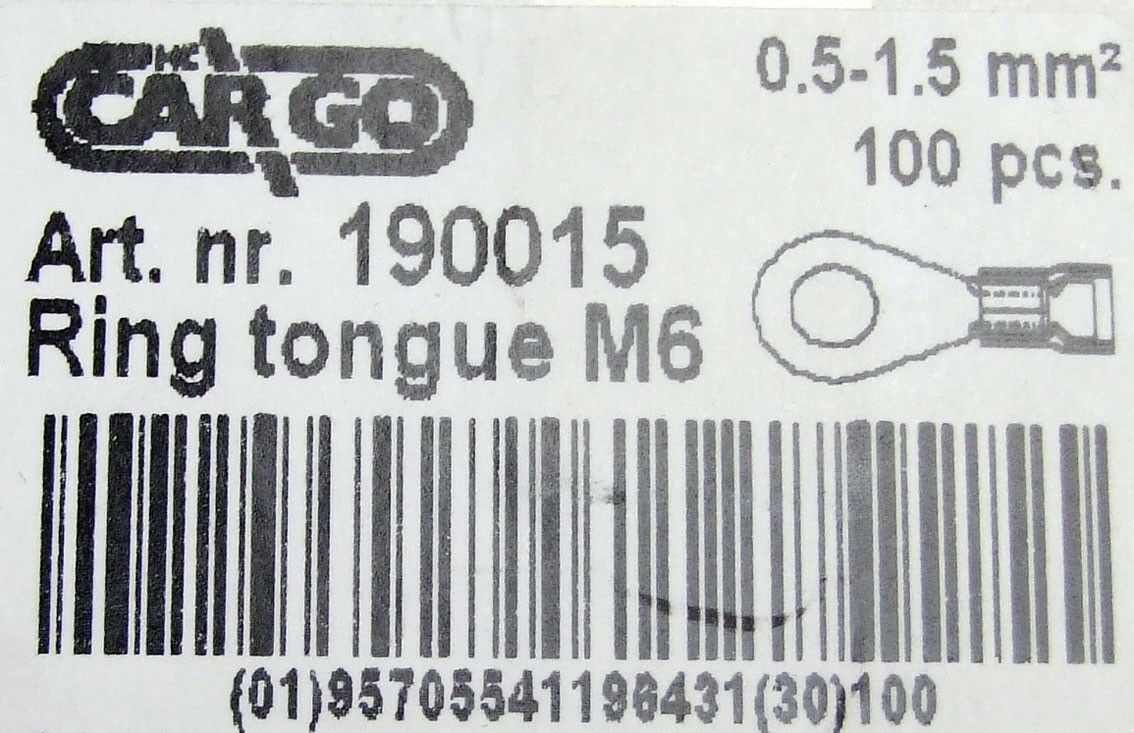 HC
CARGO
0.5-1.5 mm²
100 pcs.
Art. nr. 190015
Ring tongue M6
(01)95705541196431(30)100